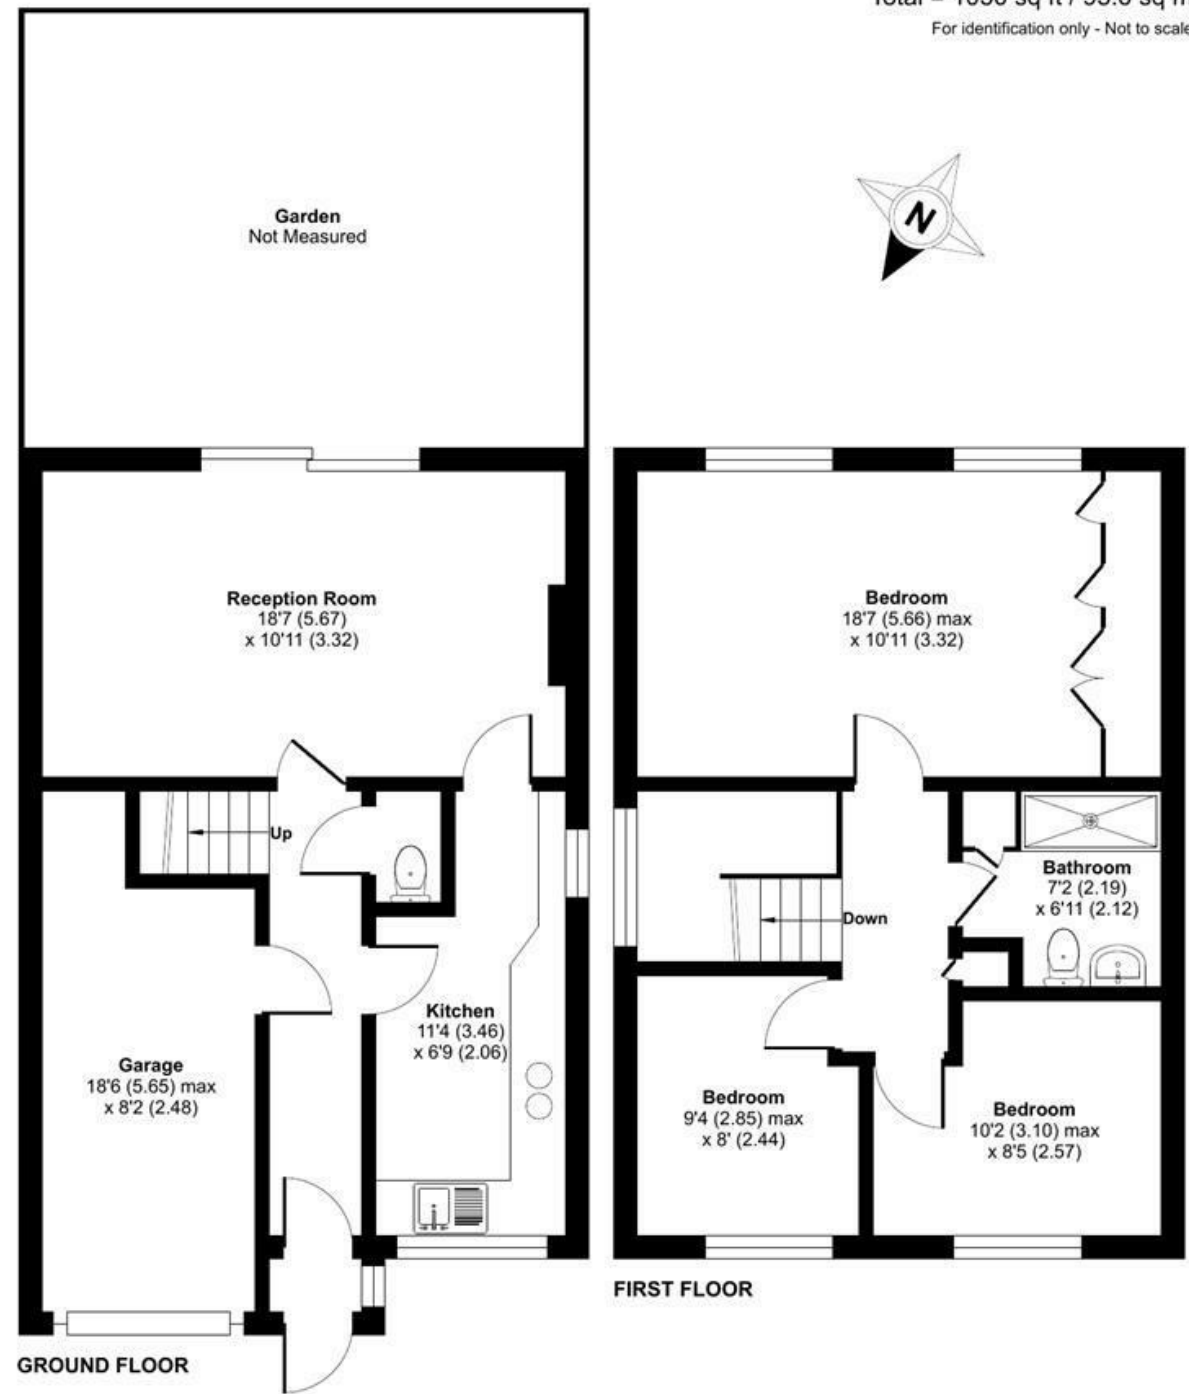 For identification only - Not to scale
N
Garden
Not Measured
Reception Room
18'7 (5.67)
x 10'11 (3.32)
Up
Kitchen
11'4 (3.46)
x 6'9 (2.06)
Garage
18'6 (5.65) max
x 8'2 (2.48)
GROUND FLOOR
Bedroom
18'7 (5.66) max
x 10'11 (3.32)
Bathroom
7'2 (2.19)
x 6'11 (2.12)
Down
Bedroom
9'4 (2.85) max
x 8' (2.44)
Bedroom
10'2 (3.10) max
x 8'5 (2.57)
FIRST FLOOR